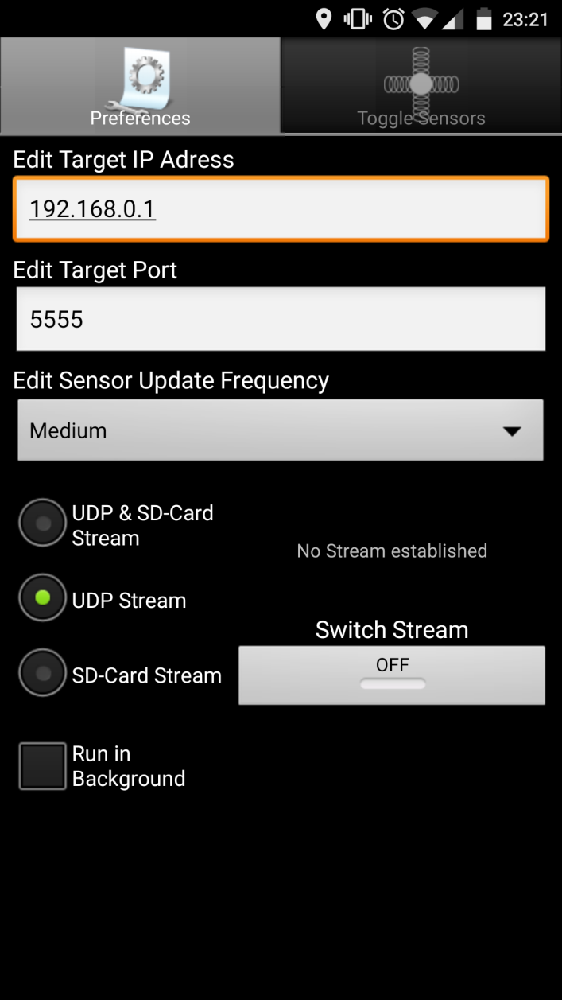 23:21
Preferences
Toggle Sensors
Edit Target IP Adress
192.168.0.1
Edit Target Port
5555
Edit Sensor Update Frequency
Medium
UDP & SD-Card
Stream
No Stream established
UDP Stream
Switch Stream
OFF
SD-Card Stream
Run in
Background